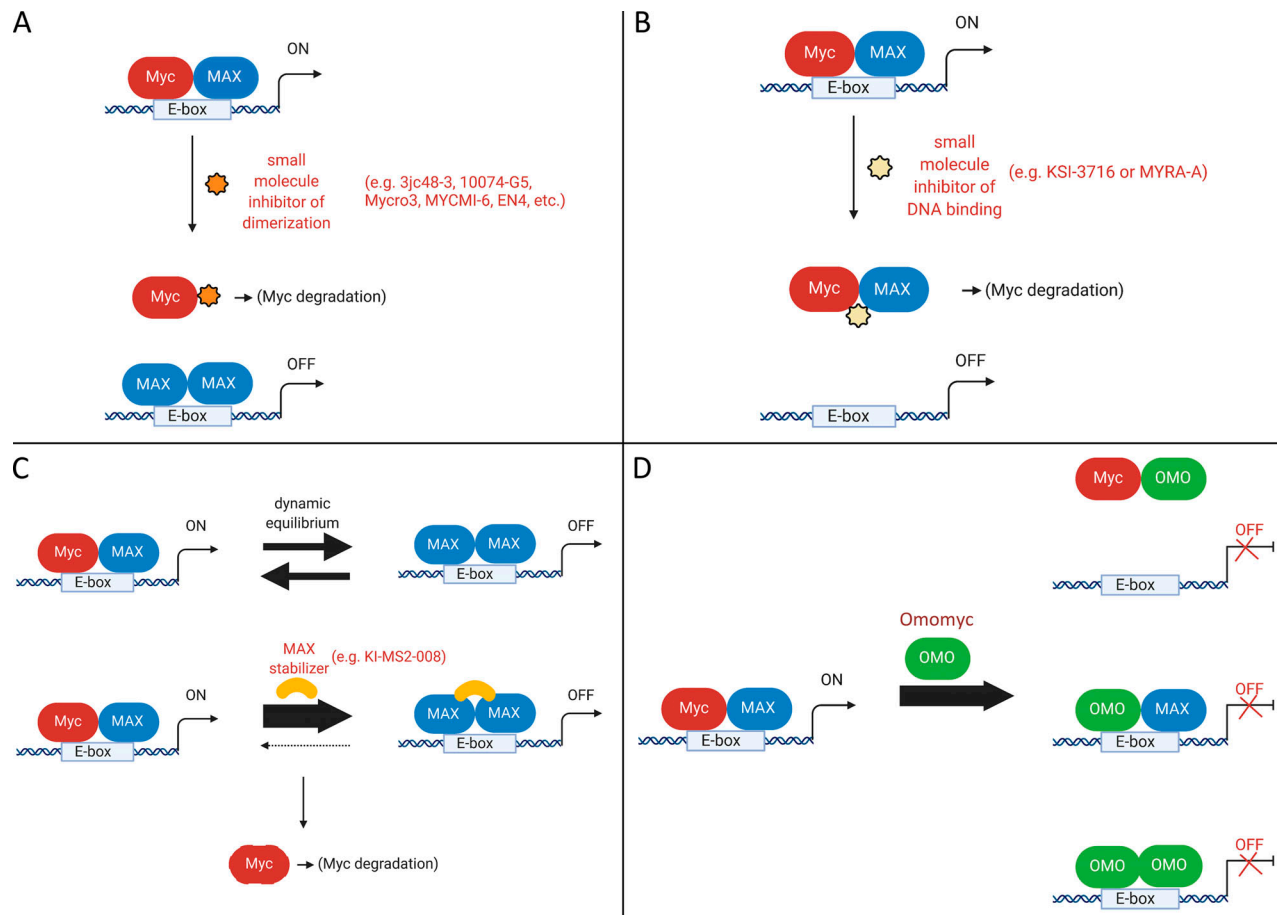 A
ON
Myc
MAX
E-box
small
molecule
inhibitor of
dimerization
(e.g. 3jc48-3, 10074-G5,
Mycro3, MYCMI-6, EN4, etc.)
Myc
(Myc degradation)
OFF
MAX
MAX
E-box
B
ON
Myc
MAX
E-box
small
molecule
inhibitor of
DNA binding
(e.g. KSI-3716 or MYRA-A)
Myc
MAX
(Myc degradation)
OFF
E-box
C
dynamic
equilibrium
ON
Myc
MAX
E-box
OFF
MAX
MAX
E-box
MAX
stabilizer
(e.g. KI-MS2-008)
ON
Myc
MAX
E-box
OFF
MAX
MAX
E-box
Myc
(Myc degradation)
D
Myc
OMO
OFF
E-box
Omomyc
OMO
ON
Myc
MAX
E-box
OFF
OMO
MAX
E-box
OFF
OMO
OMO
E-box